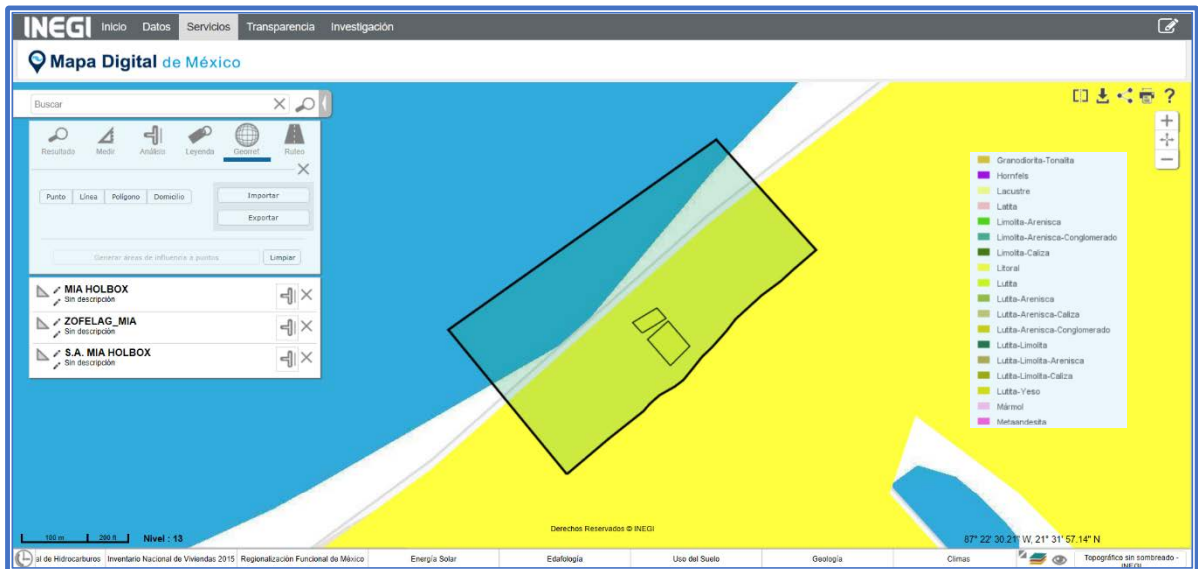 INEGI Inicio Datos Servicios Transparencia Investigación
Mapa Digital de México
Buscar
Resultado Medir Análisis Leyenda Georref Ruteo
Punto Línea Polígono Domicilio
Importar
Exportar
Generar áreas de influencia a puntos Limpiar
MIA HOLBOX
Sin descripción
ZOFELAG_MIA
Sin descripción
S.A. MIA HOLBOX
Sin descripción
Granodiorita-Tonalita
Hornfels
Lacustre
Latita
Limolita-Arenisca
Limolita-Arenisca-Conglomerado
Limolita-Caliza
Litoral
Lutita
Lutita-Arenisca
Lutita-Arenisca-Caliza
Lutita-Arenisca-Conglomerado
Lutita-Limolita
Lutita-Limolita-Arenisca
Lutita-Limolita-Caliza
Lutita-Yeso
Mármol
Metaandesita
Derechos Reservados © INEGI
100 m 200 ft Nivel : 13
87° 22' 30.21" W, 21° 31' 57.14" N
al de Hidrocarburos Inventario Nacional de Viviendas 2015 Regionalización Funcional de México Energía Solar Edafología Uso del Suelo Geología Climas Topográfico sin sombreado - INEGI